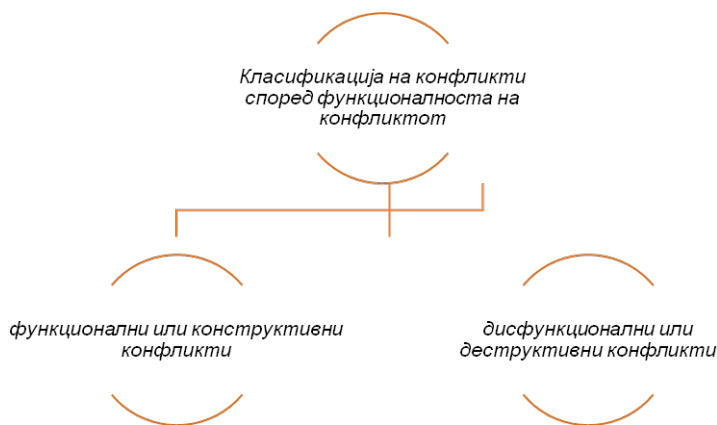 Класификација на конфликти
според функционалноста на
конфликтот
функционални или конструктивни
конфликти
дисфункционални или
деструктивни конфликти